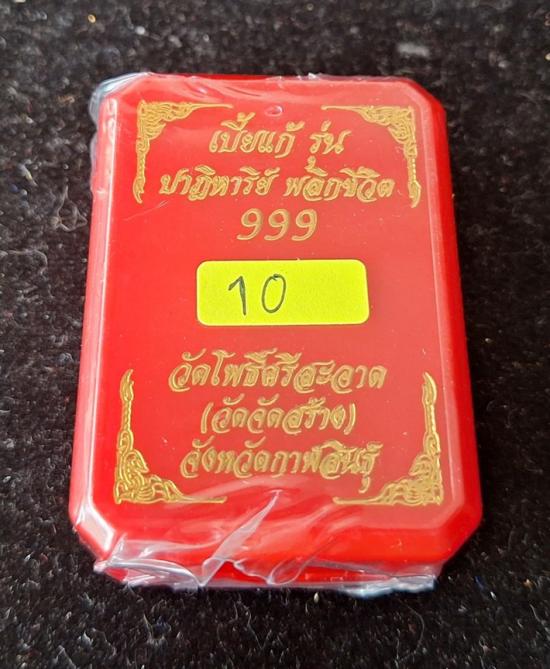 เบี้ยแก้ รุ่น
ปาฏิหาริย์ พลิกชีวิต
999
10
วัดโพธิ์ศรีสะอาด
(วัดจัดสร้าง)
จังหวัดกาฬสินธุ์